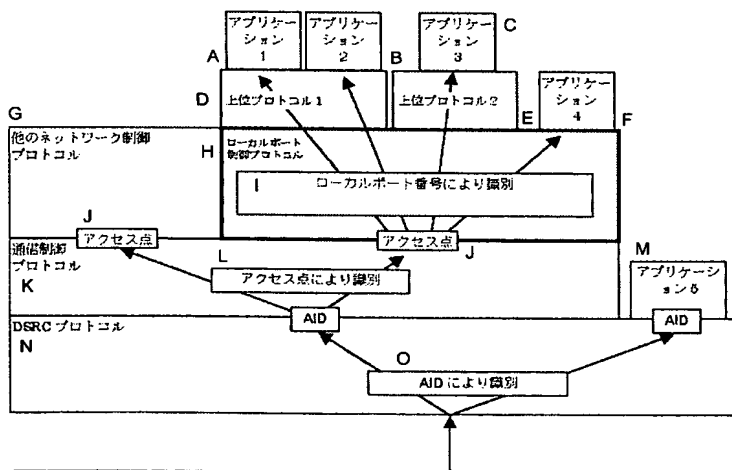 アプリケー
ション
1
アプリケー
ション
2
アプリケー
ション
3
C
A
B
D
上位プロトコル1
上位プロトコル2
アプリケー
ション
4
E
F
G
他のネットワーク制御
プロトコル
H
ローカルポート
制御プロトコル
I
ローカルポート番号により識別
J
アクセス点
アクセス点
J
通信制御
プロトコル
K
L
アクセス点により識別
M
アプリケーシ
ョン5
AID
AID
DSRCプロトコル
N
O
AIDにより識別